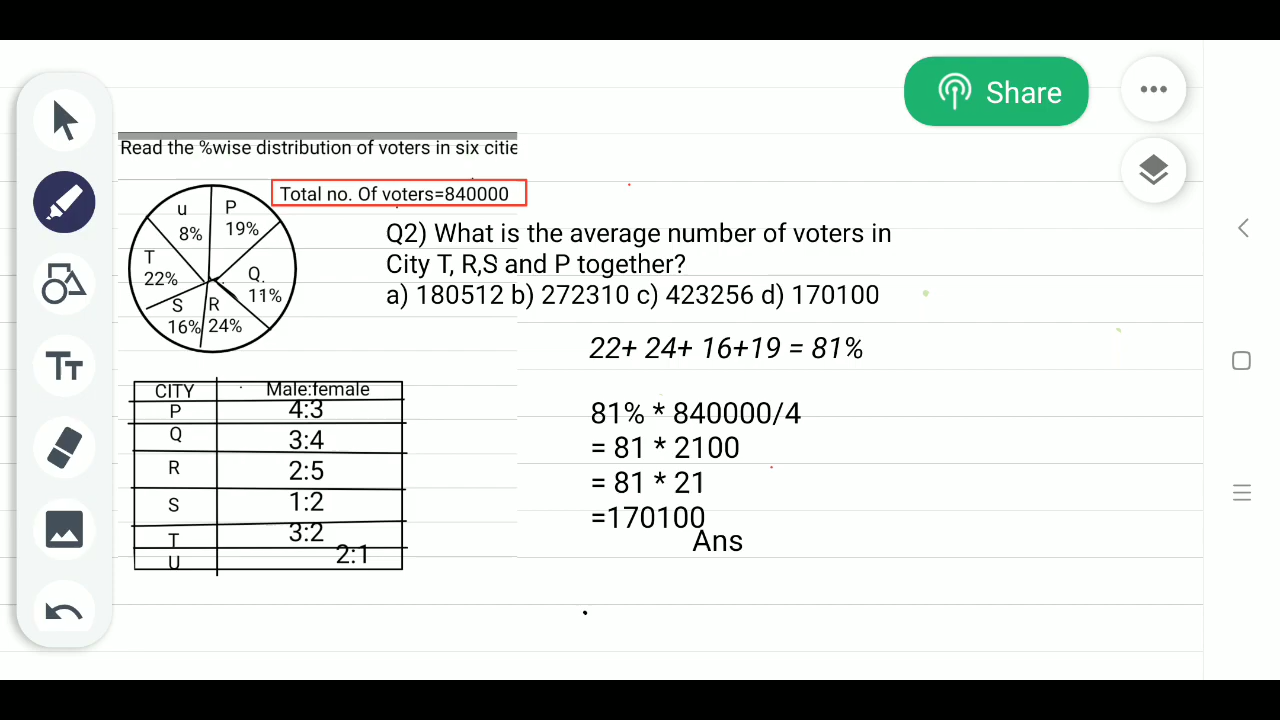 Share
Read the %wise distribution of voters in six citie
Total no. Of voters=840000
u
8%
P
19%
T
22%
Q.
11%
S
16%
R
24%
Q2) What is the average number of voters in
City T, R,S and P together?
a) 180512 b) 272310 c) 423256 d) 170100
22+ 24+ 16+19 = 81%
81% * 840000/4
= 81 * 2100
= 81 * 21
=170100
Ans
CITY Male:female
P 4:3
Q 3:4
R 2:5
S 1:2
T 3:2
U 2:1
TT